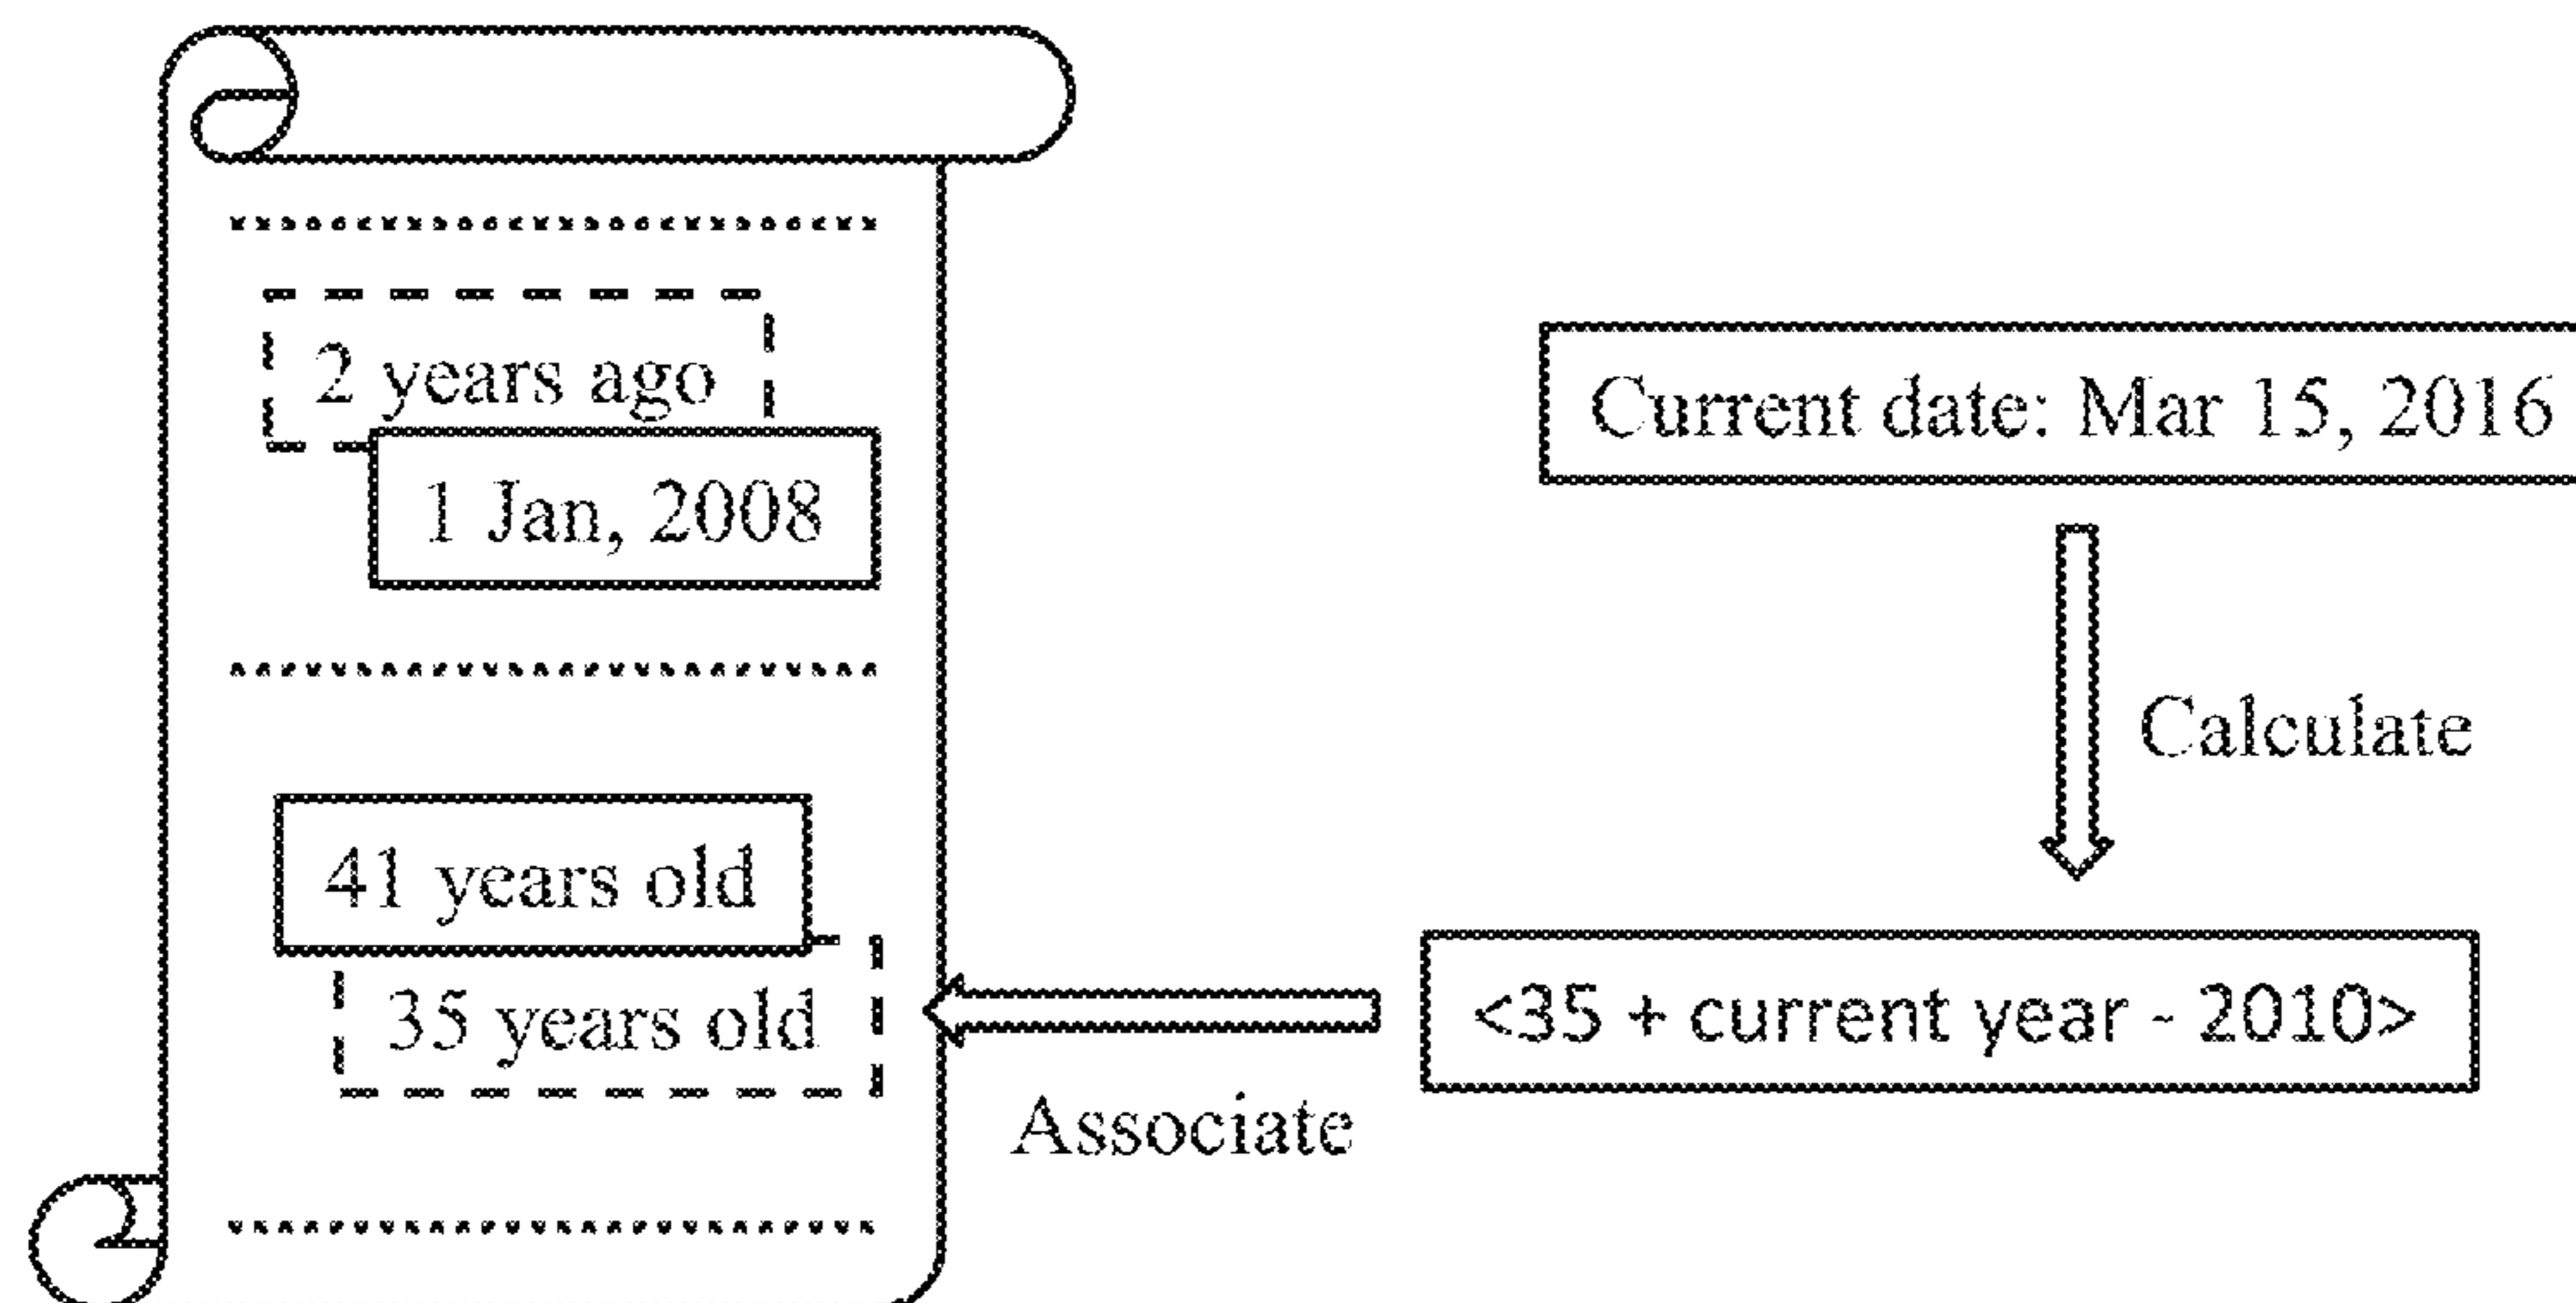 2 years ago
1 Jan, 2008
41 years old
35 years old
Current date: Mar 15, 2016
Calculate
<35 + current year - 2010>
Associate